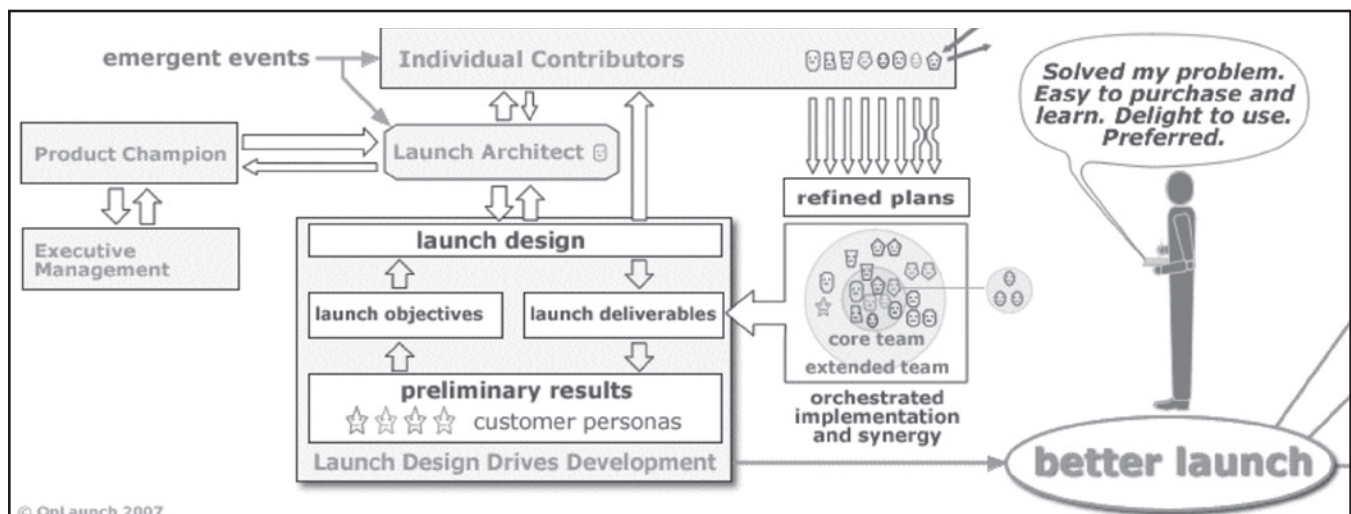 emergent events
Individual Contributors
Solved my problem.
Easy to purchase and
learn. Delight to use.
Preferred.
Product Champion
Launch Architect
refined plans
Executive
Management
launch design
launch objectives
launch deliverables
core team
extended team
preliminary results
customer personas
orchestrated
implementation
and synergy
Launch Design Drives Development
better launch
© OpLaunch 2007